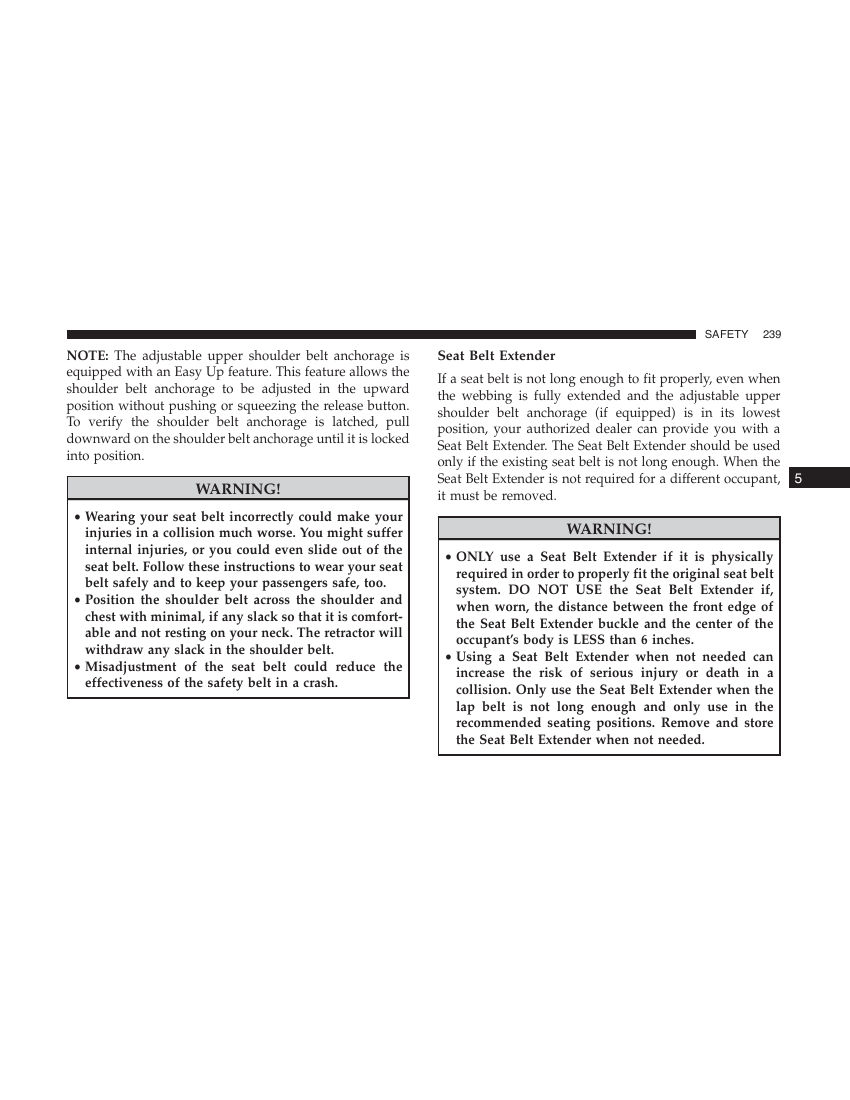 SAFETY 239
NOTE: The adjustable upper shoulder belt anchorage is
equipped with an Easy Up feature. This feature allows the
shoulder belt anchorage to be adjusted in the upward
position without pushing or squeezing the release button.
To verify the shoulder belt anchorage is latched, pull
downward on the shoulder belt anchorage until it is locked
into position.
WARNING!
• Wearing your seat belt incorrectly could make your
injuries in a collision much worse. You might suffer
internal injuries, or you could even slide out of the
seat belt. Follow these instructions to wear your seat
belt safely and to keep your passengers safe, too.
• Position the shoulder belt across the shoulder and
chest with minimal, if any slack so that it is comfort-
able and not resting on your neck. The retractor will
withdraw any slack in the shoulder belt.
• Misadjustment of the seat belt could reduce the
effectiveness of the safety belt in a crash.
Seat Belt Extender
If a seat belt is not long enough to fit properly, even when
the webbing is fully extended and the adjustable upper
shoulder belt anchorage (if equipped) is in its lowest
position, your authorized dealer can provide you with a
Seat Belt Extender. The Seat Belt Extender should be used
only if the existing seat belt is not long enough. When the
Seat Belt Extender is not required for a different occupant,
it must be removed.
WARNING!
• ONLY use a Seat Belt Extender if it is physically
required in order to properly fit the original seat belt
system. DO NOT USE the Seat Belt Extender if,
when worn, the distance between the front edge of
the Seat Belt Extender buckle and the center of the
occupant's body is LESS than 6 inches.
• Using a Seat Belt Extender when not needed can
increase the risk of serious injury or death in a
collision. Only use the Seat Belt Extender when the
lap belt is not long enough and only use in the
recommended seating positions. Remove and store
the Seat Belt Extender when not needed.
5